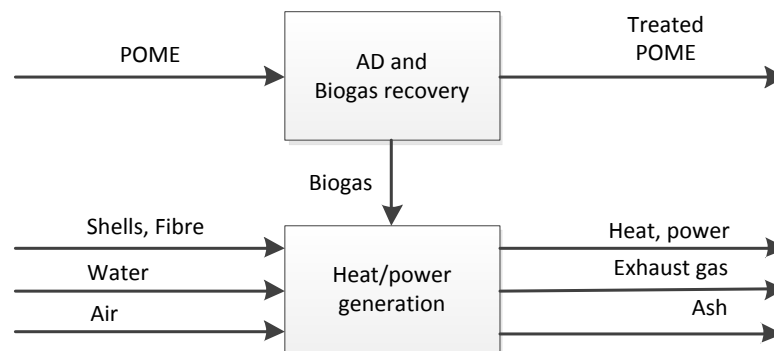 POME
AD and
Biogas recovery
Treated
POME
Biogas
Shells, Fibre
Water
Air
Heat/power
generation
Heat, power
Exhaust gas
Ash